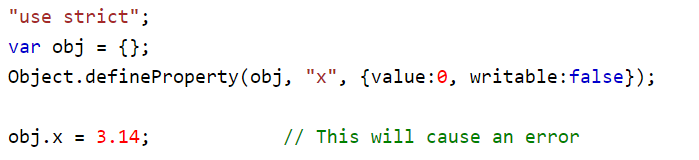 "use strict";
var obj = {};
Object.defineProperty(obj, "x", {value:0, writable:false});
obj.x = 3.14;            // This will cause an error